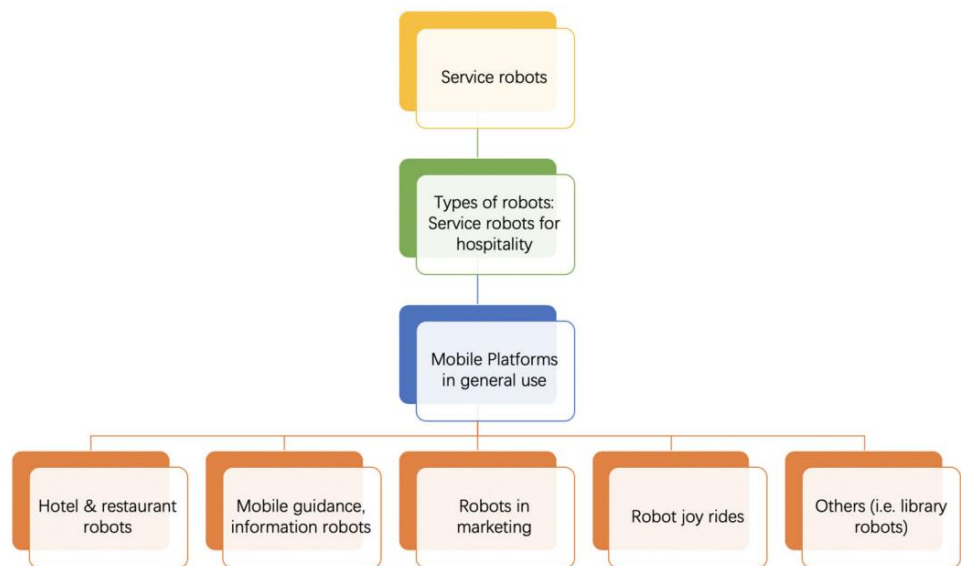 Service robots
Types of robots:
Service robots for
hospitality
Mobile Platforms
in general use
Hotel & restaurant
robots
Mobile guidance,
information robots
Robots in
marketing
Robot joy rides
Others (i.e. library
robots)